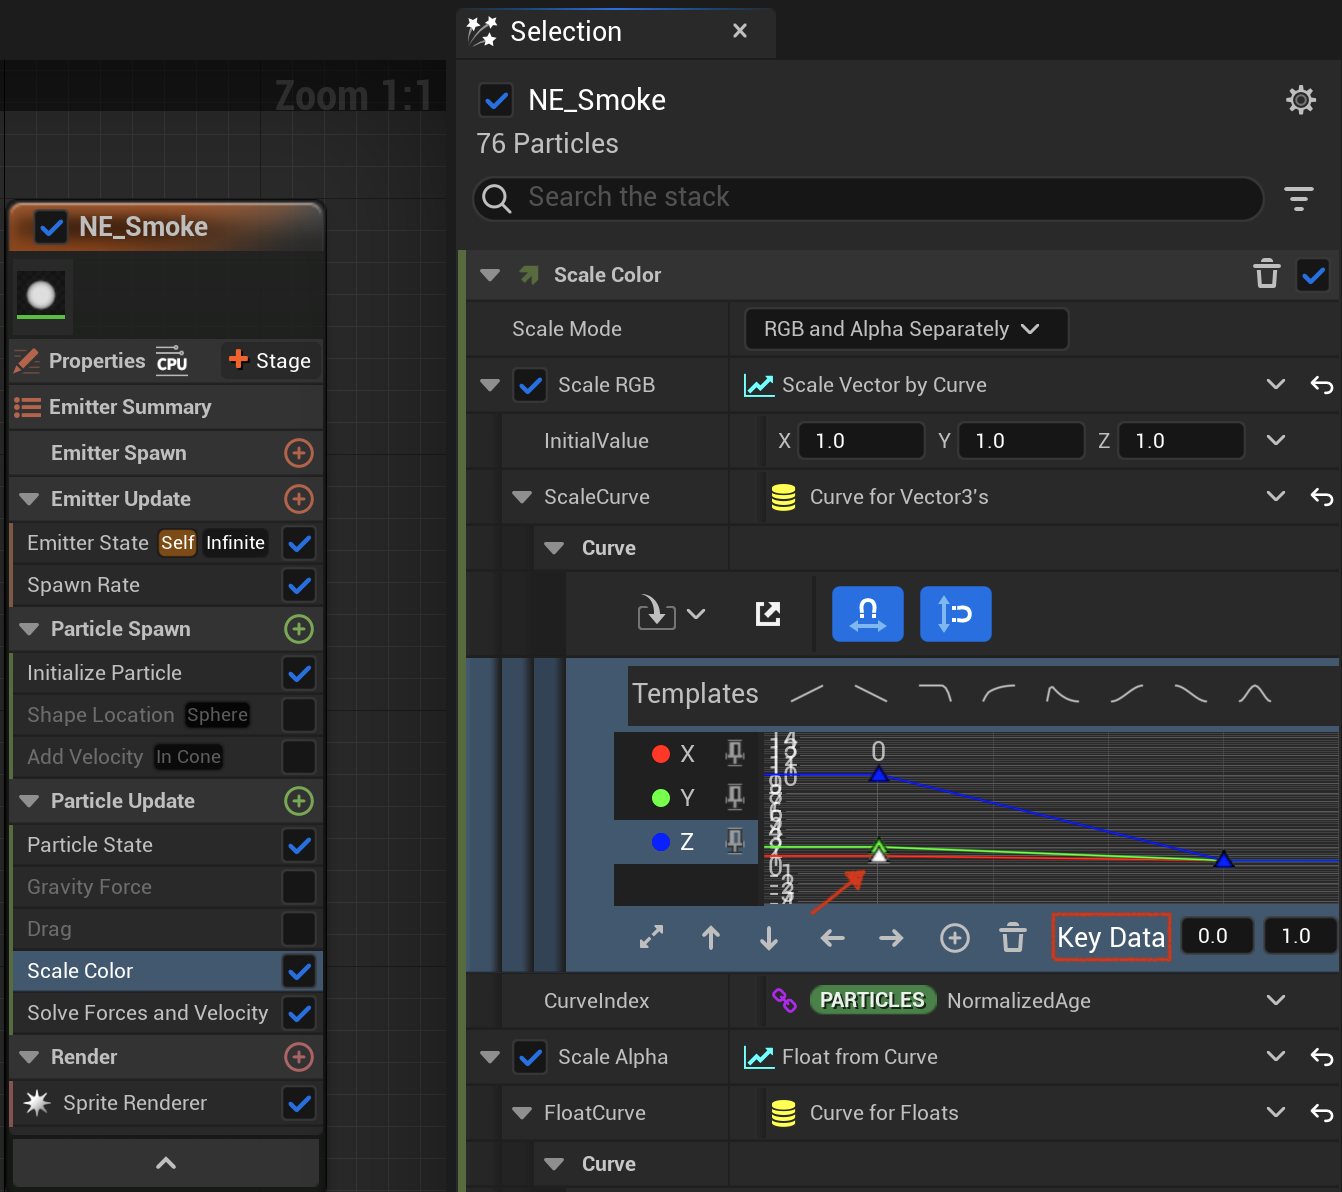 Selection
Zoom 1:1
NE_Smoke
76 Particles
Search the stack
NE_Smoke
Properties CPU Stage
Emitter Summary
Emitter Spawn
Emitter Update
Emitter State Self Infinite
Spawn Rate
Particle Spawn
Initialize Particle
Shape Location Sphere
Add Velocity In Cone
Particle Update
Particle State
Gravity Force
Drag
Scale Color
Solve Forces and Velocity
Render
Sprite Renderer
Scale Color
Scale Mode RGB and Alpha Separately
Scale RGB Scale Vector by Curve
InitialValue X 1.0 Y 1.0 Z 1.0
ScaleCurve Curve for Vector3's
Curve
Templates
X
Y
Z
0
Key Data 0.0 1.0
CurveIndex PARTICLES NormalizedAge
Scale Alpha Float from Curve
FloatCurve Curve for Floats
Curve